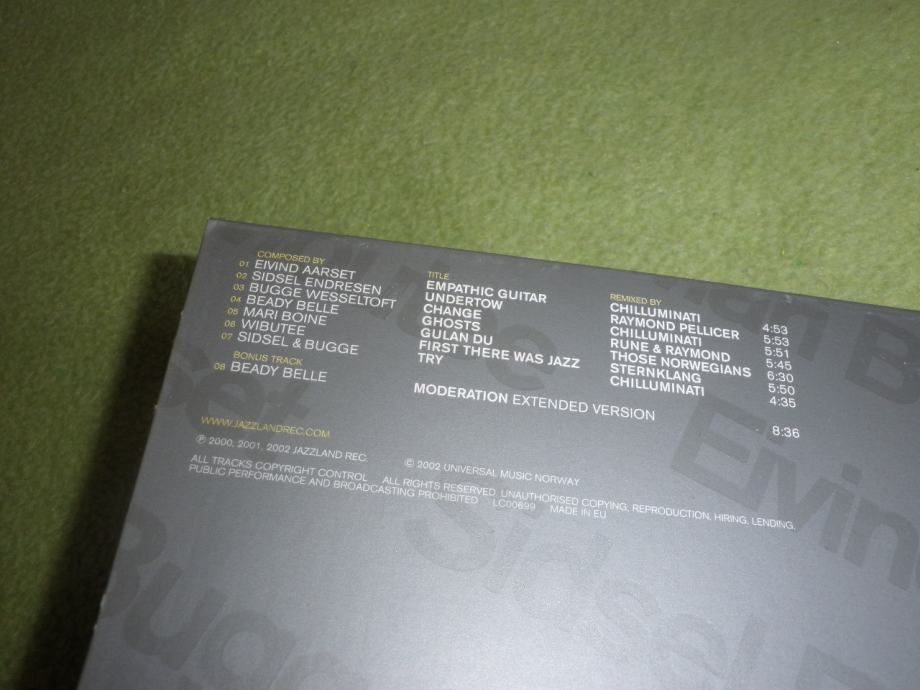 COMPOSED BY TITLE REMIXED BY
01 EIVIND AARSET EMPATHIC GUITAR CHILLUMINATI 4:53
02 SIDSEL ENDRESEN UNDERTOW RAYMOND PELLICER 5:53
03 BUGGE WESSELTOFT CHANGE CHILLUMINATI 5:51
04 BEADY BELLE GHOSTS RUNE & RAYMOND 5:45
05 MARI BOINE GULAN DU THOSE NORWEGIANS 6:30
06 WIBUTEE FIRST THERE WAS JAZZ STERNKLANG 5:50
07 SIDSEL & BUGGE TRY CHILLUMINATI 4:35
BONUS TRACK
08 BEADY BELLE MODERATION EXTENDED VERSION 8:36
WWW.JAZZLANDREC.COM
℗ 2000, 2001, 2002 JAZZLAND REC. © 2002 UNIVERSAL MUSIC NORWAY
ALL TRACKS COPYRIGHT CONTROL ALL RIGHTS RESERVED. UNAUTHORISED COPYING, REPRODUCTION, HIRING, LENDING,
PUBLIC PERFORMANCE AND BROADCASTING PROHIBITED LC00699 MADE IN EU
Eivin
Sidsel
Bugg